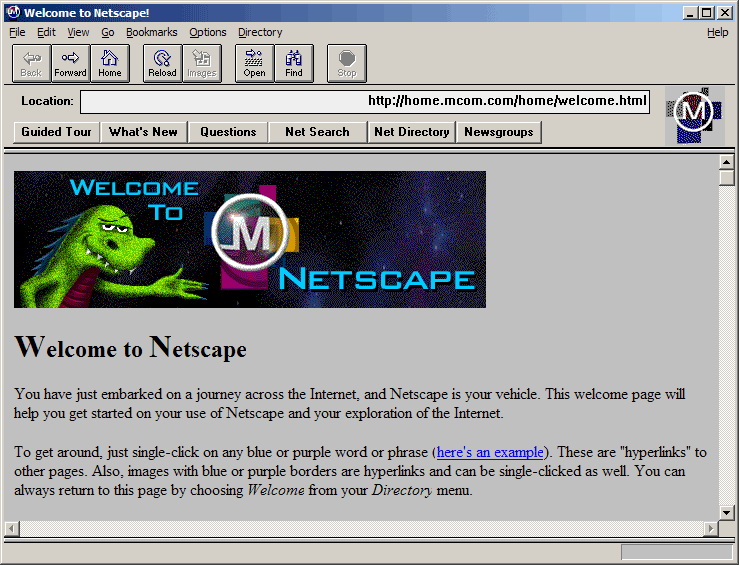 Welcome to Netscape!
File Edit View Go Bookmarks Options Directory Help
Back Forward Home Reload Images Open Find Stop
Location: http://home.mcom.com/home/welcome.html
M
Guided Tour What's New Questions Net Search Net Directory Newsgroups
WELCOME
TO
M
NETSCAPE
Welcome to Netscape
You have just embarked on a journey across the Internet, and Netscape is your vehicle. This welcome page will
help you get started on your use of Netscape and your exploration of the Internet.
To get around, just single-click on any blue or purple word or phrase (here's an example). These are "hyperlinks" to
other pages. Also, images with blue or purple borders are hyperlinks and can be single-clicked as well. You can
always return to this page by choosing Welcome from your Directory menu.